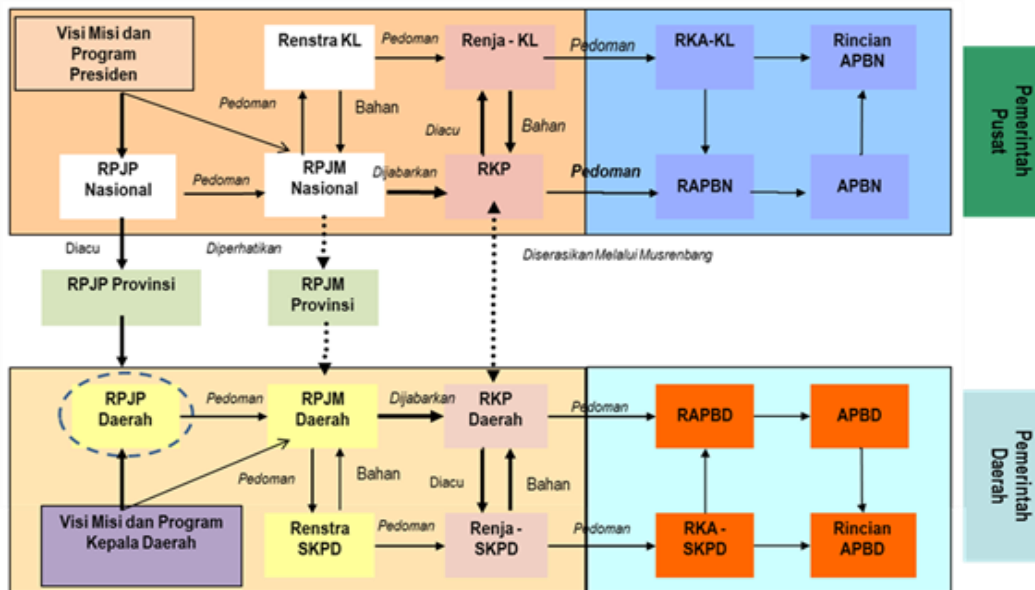 Visi Misi dan
Program
Presiden
Renstra KL
Pedoman
Renja - KL
Pedoman
RKA-KL
Rincian
APBN
Pedoman
Bahan
Diacu
Bahan
RPJP
Nasional
Pedoman
RPJM
Nasional
Dijabarkan
RKP
Pedoman
RAPBN
APBN
Pemerintah
Pusat
Diacu
Diperhatikan
Diserasikan Melalui Musrenbang
RPJP Provinsi
RPJM
Provinsi
RPJP
Daerah
Pedoman
RPJM
Daerah
Dijabarkan
RKP
Daerah
Pedoman
RAPBD
APBD
Pedoman
Bahan
Diacu
Bahan
Visi Misi dan Program
Kepala Daerah
Renstra
SKPD
Pedoman
Renja -
SKPD
Pedoman
RKA -
SKPD
Rincian
APBD
Pemerintah
Daerah